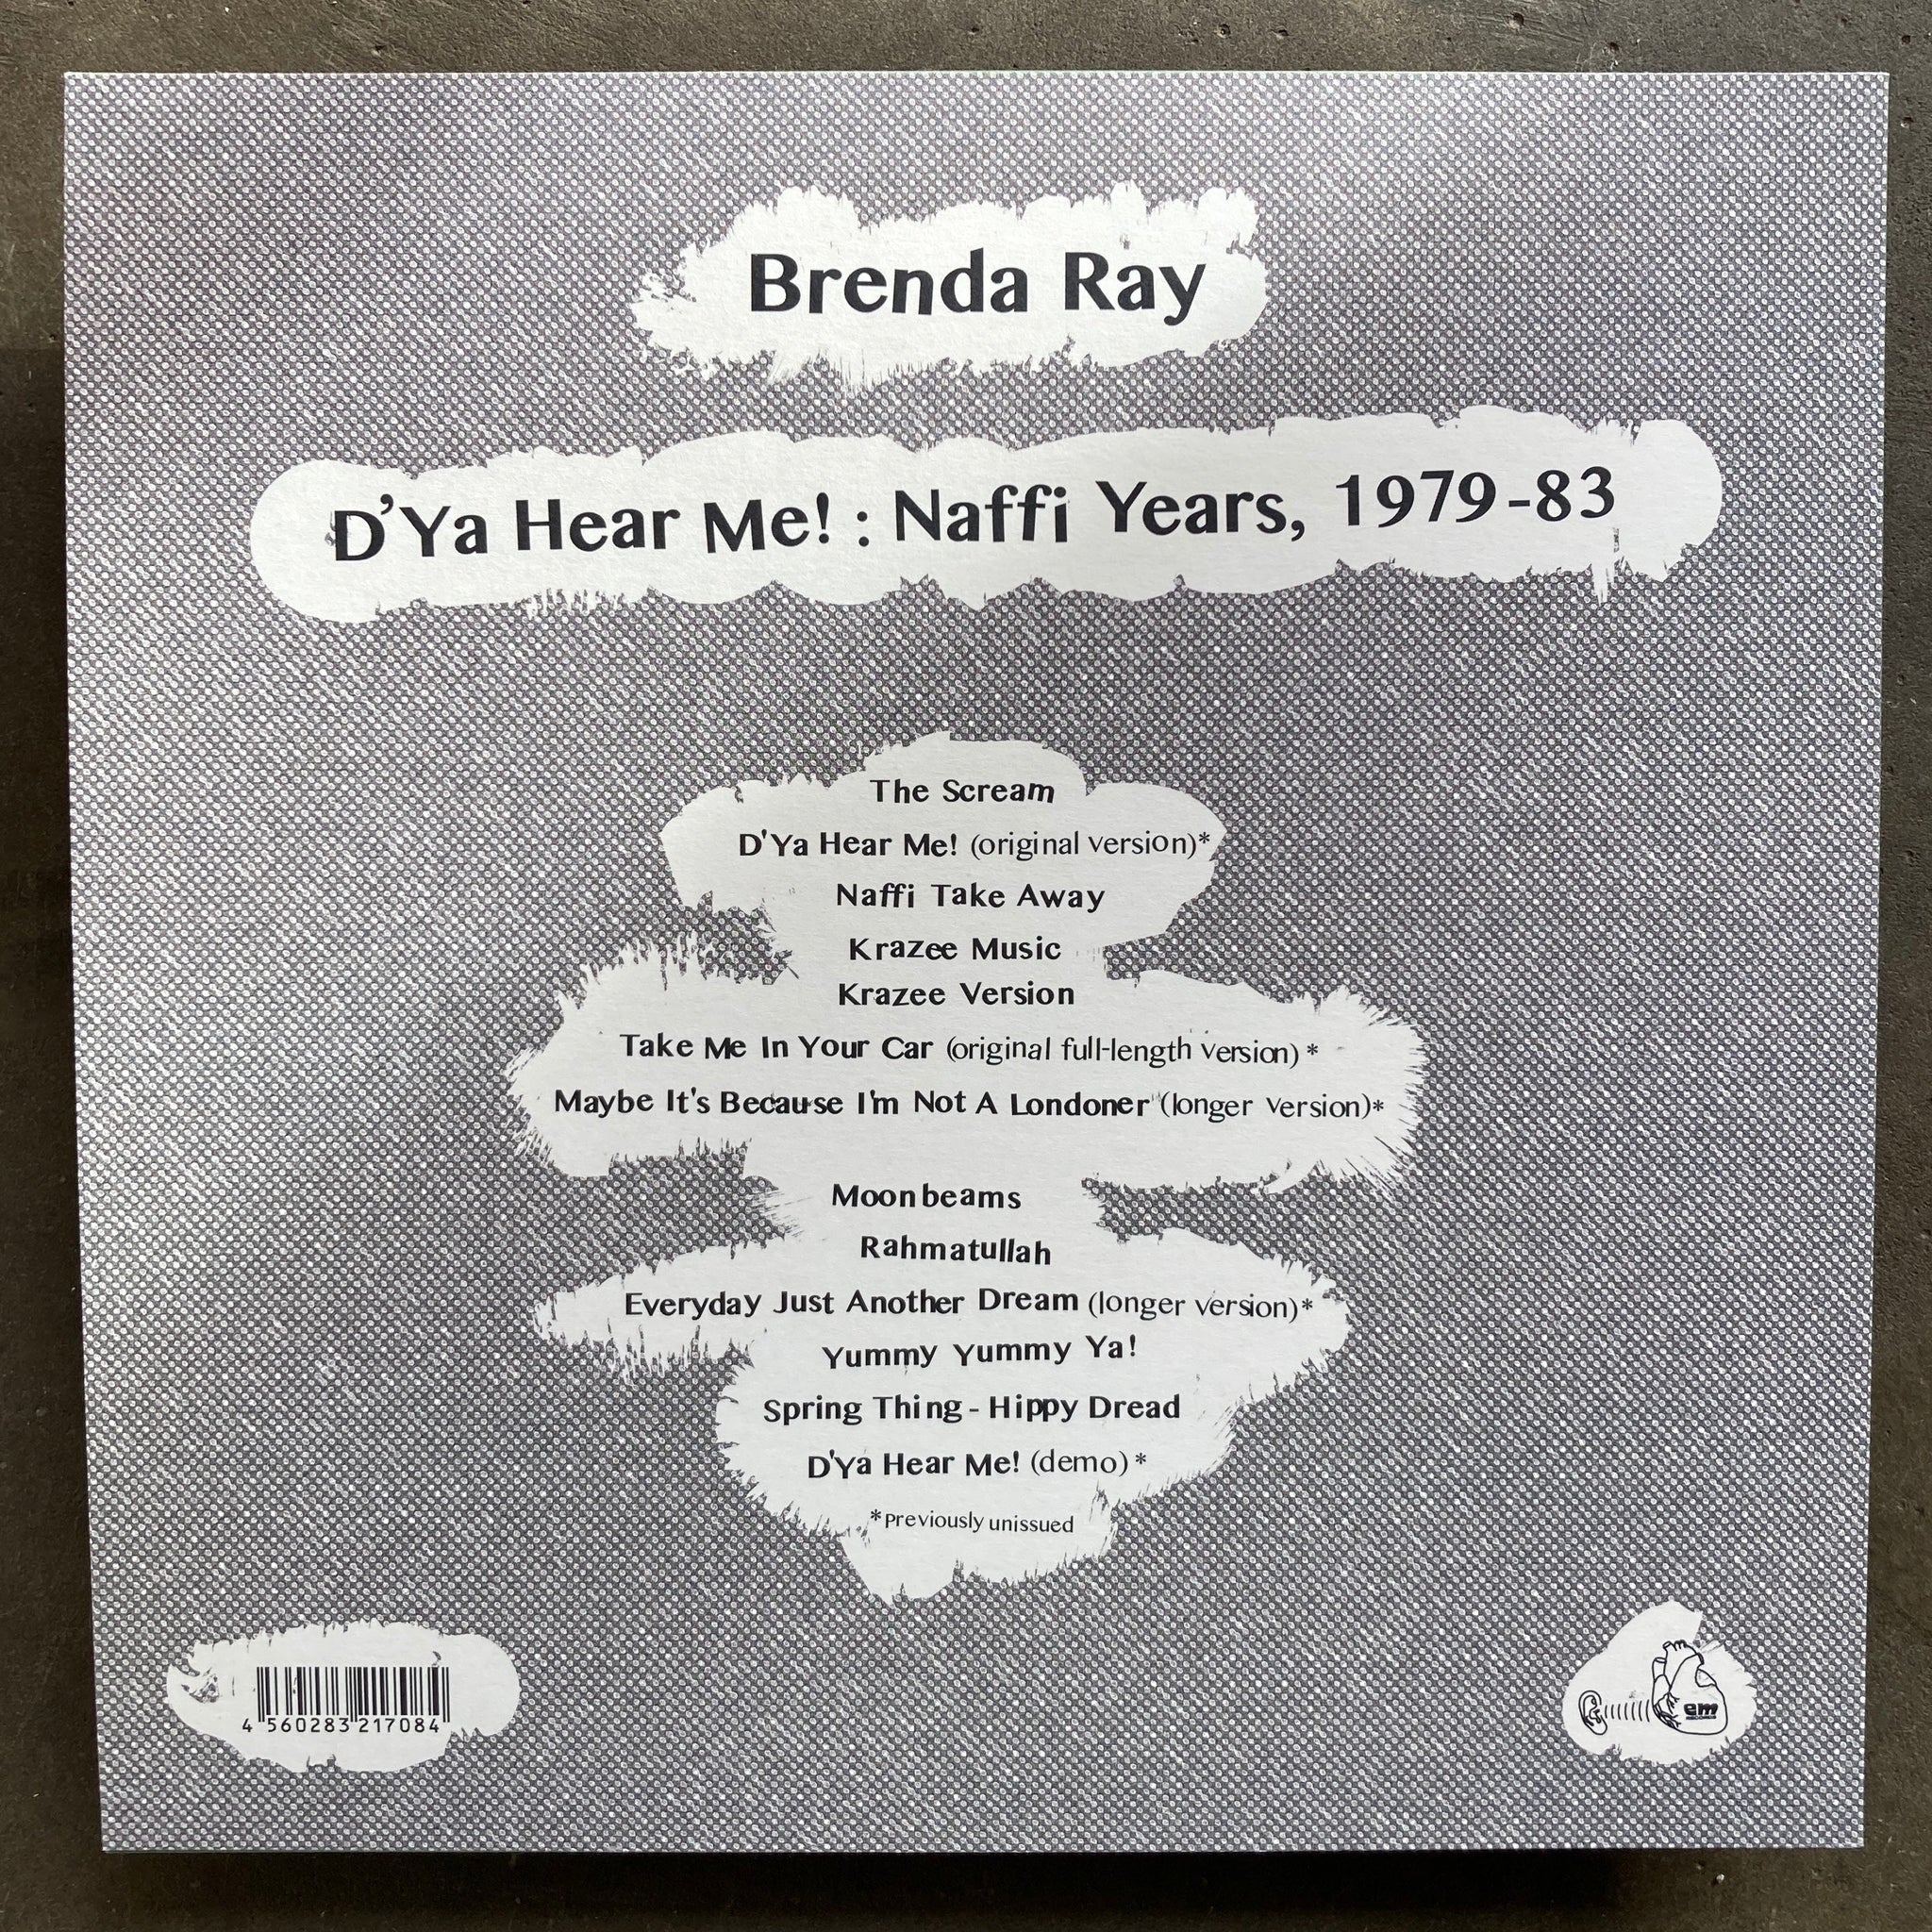 Brenda Ray
D'Ya Hear Me! : Naffi Years, 1979-83
The Scream
D'Ya Hear Me! (original version)*
Naffi Take Away
Krazee Music
Krazee Version
Take Me In Your Car (original full-length version) *
Maybe It's Because I'm Not A Londoner (longer version)*
Moonbeams
Rahmatullah
Everyday Just Another Dream (longer version)*
Yummy Yummy Ya!
Spring Thing - Hippy Dread
D'Ya Hear Me! (demo) *
*previously unissued
4 560283 217084
em
RECORDS